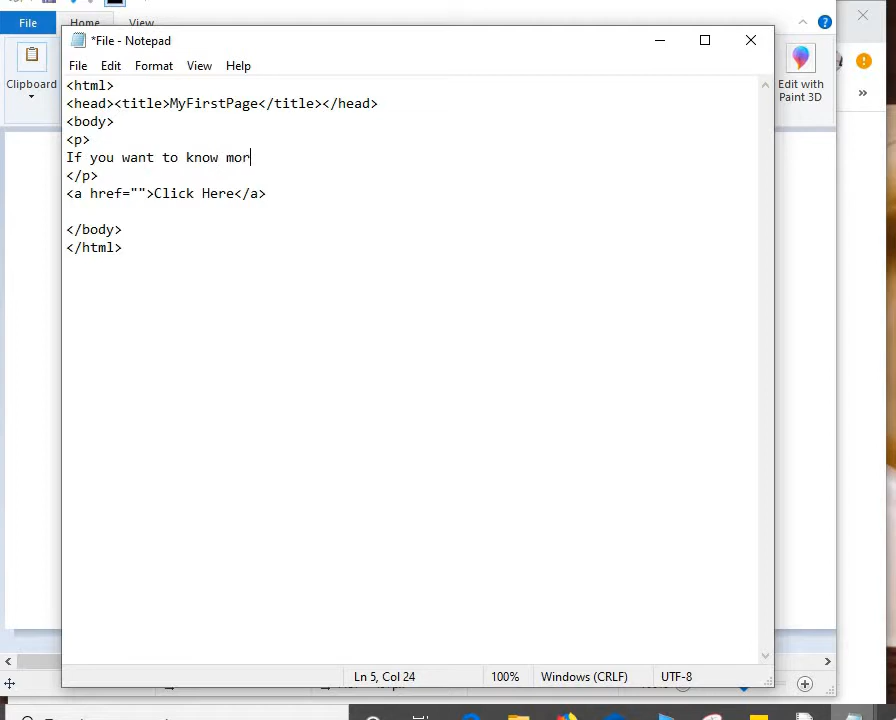 File
Home
View
*File - Notepad
File Edit Format View Help
Clipboard
Edit with
Paint 3D
<html>
<head><title>MyFirstPage</title></head>
<body>
<p>
If you want to know mor
</p>
<a href="">Click Here</a>
</body>
</html>
Ln 5, Col 24
100%
Windows (CRLF)
UTF-8